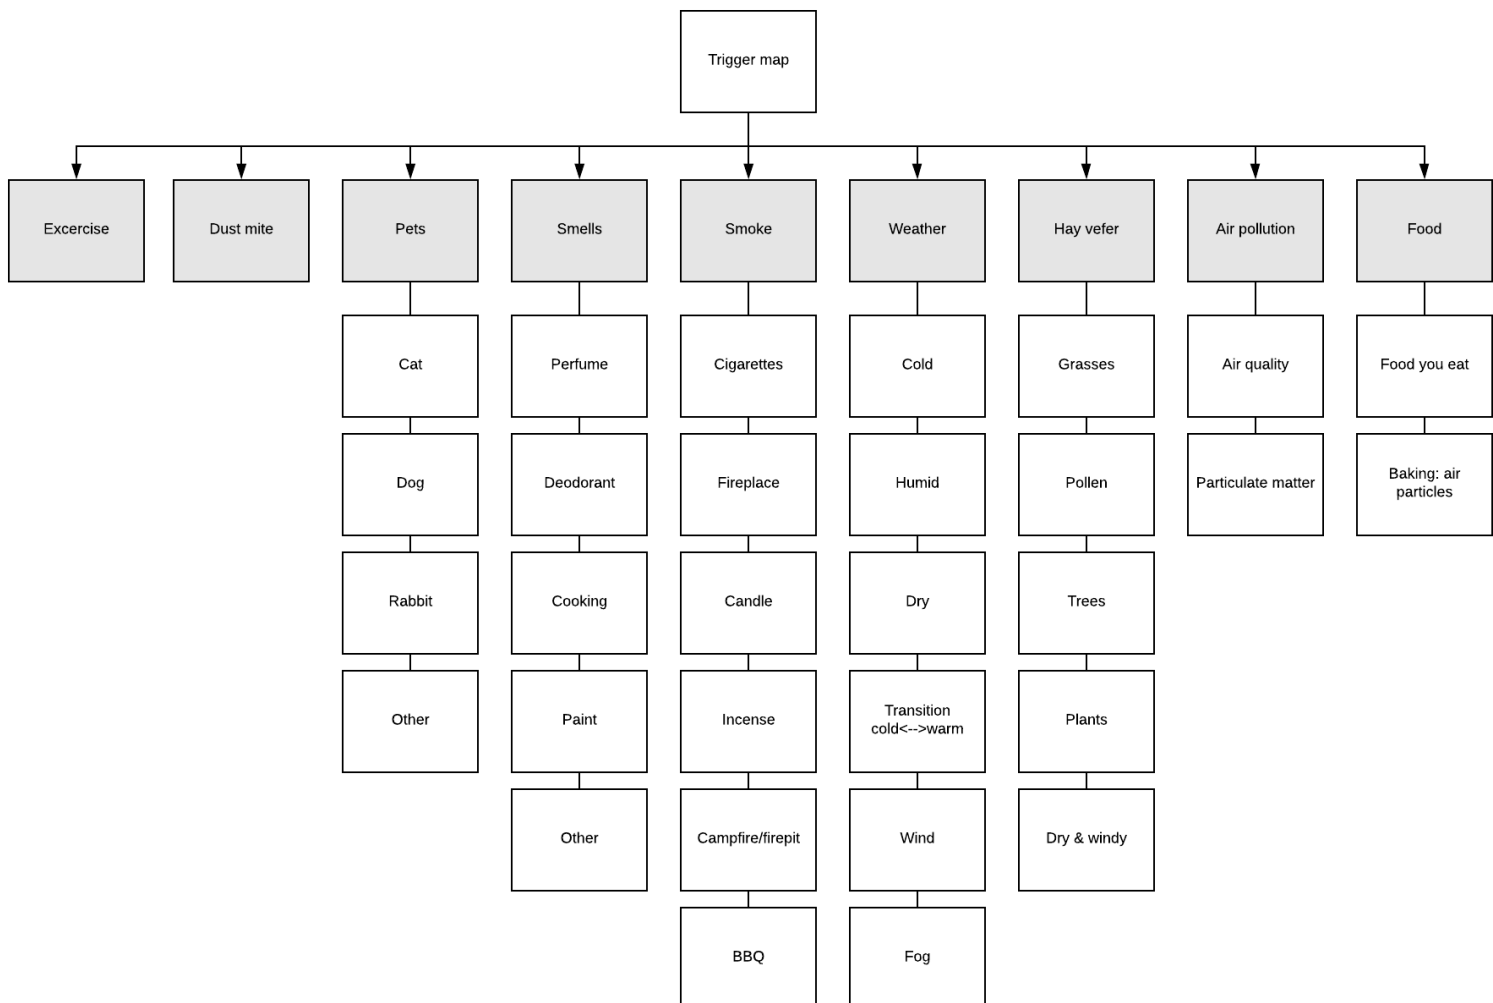 Trigger map
Excercise
Dust mite
Pets
Smells
Smoke
Weather
Hay vefer
Air pollution
Food
Cat
Perfume
Cigarettes
Cold
Grasses
Air quality
Food you eat
Dog
Deodorant
Fireplace
Humid
Pollen
Particulate matter
Baking: air
particles
Rabbit
Cooking
Candle
Dry
Trees
Other
Paint
Incense
Transition
cold<-->warm
Plants
Other
Campfire/firepit
Wind
Dry & windy
BBQ
Fog